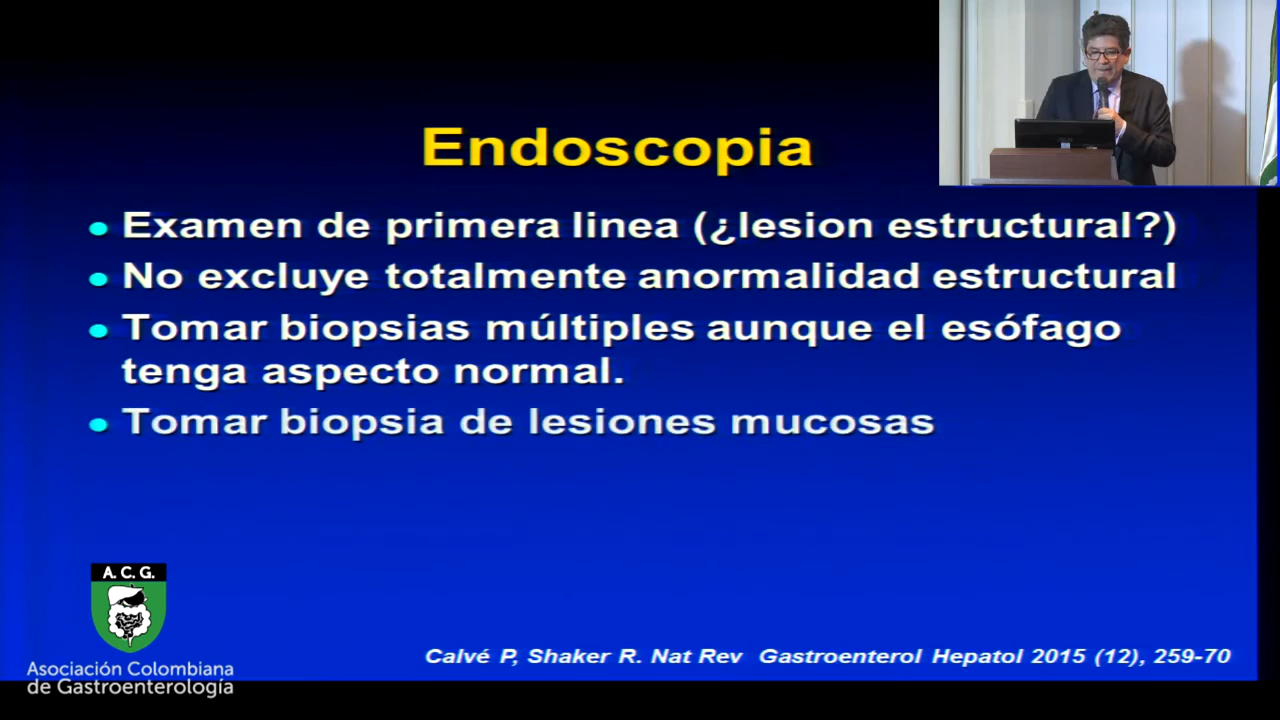 Endoscopia
Examen de primera linea (¿lesion estructural?)
No excluye totalmente anormalidad estructural
Tomar biopsias múltiples aunque el esófago
tenga aspecto normal.
Tomar biopsia de lesiones mucosas
A. C. G.
Asociación Colombiana
de Gastroenterología
Calvé P, Shaker R. Nat Rev Gastroenterol Hepatol 2015 (12), 259-70